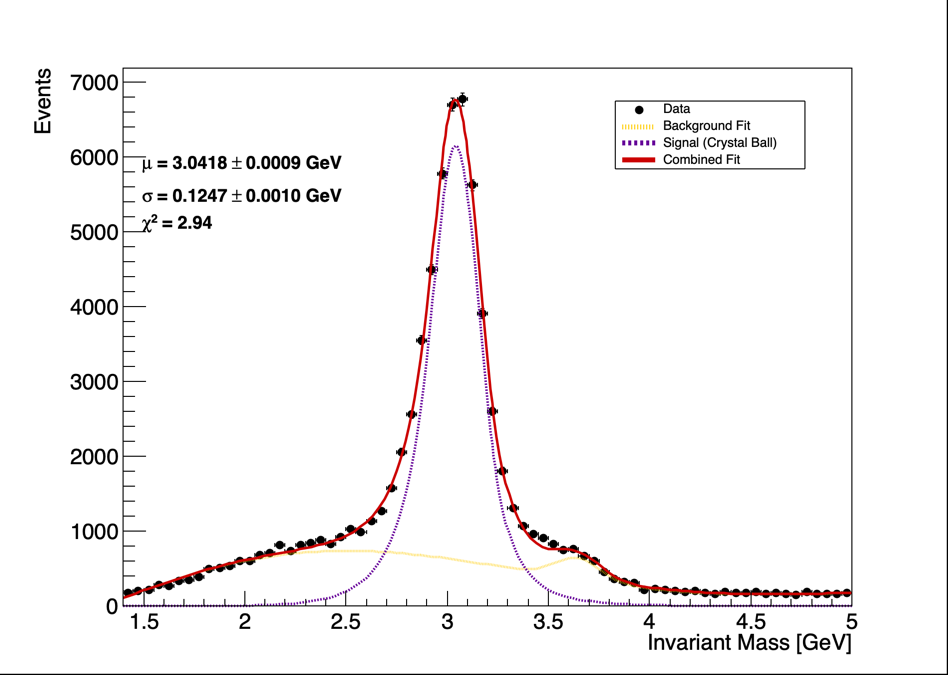 Events
7000
6000
5000
4000
3000
2000
1000
0
μ = 3.0418 ± 0.0009 GeV
σ = 0.1247 ± 0.0010 GeV
χ² = 2.94
Data
Background Fit
Signal (Crystal Ball)
Combined Fit
1.5 2 2.5 3 3.5 4 4.5 5
Invariant Mass [GeV]